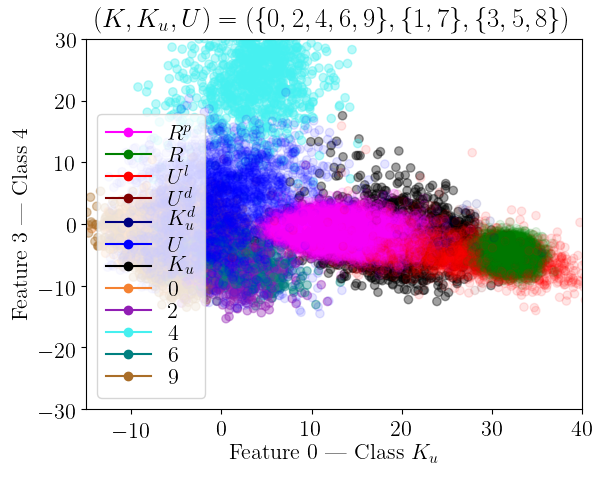 (K, K_u, U) = ({0, 2, 4, 6, 9}, {1, 7}, {3, 5, 8})
30
20
10
0
−10
−20
−30
Feature 3 — Class 4
R^p
R
U^l
U^d
K_u^d
U
K_u
0
2
4
6
9
−10
0
10
20
30
40
Feature 0 — Class K_u